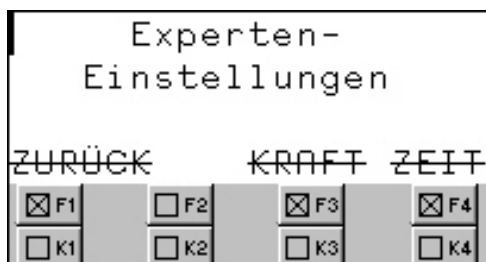 Experten-
Einstellungen
ZURÜCK KRAFT ZEIT
F1 F2 F3 F4
K1 K2 K3 K4